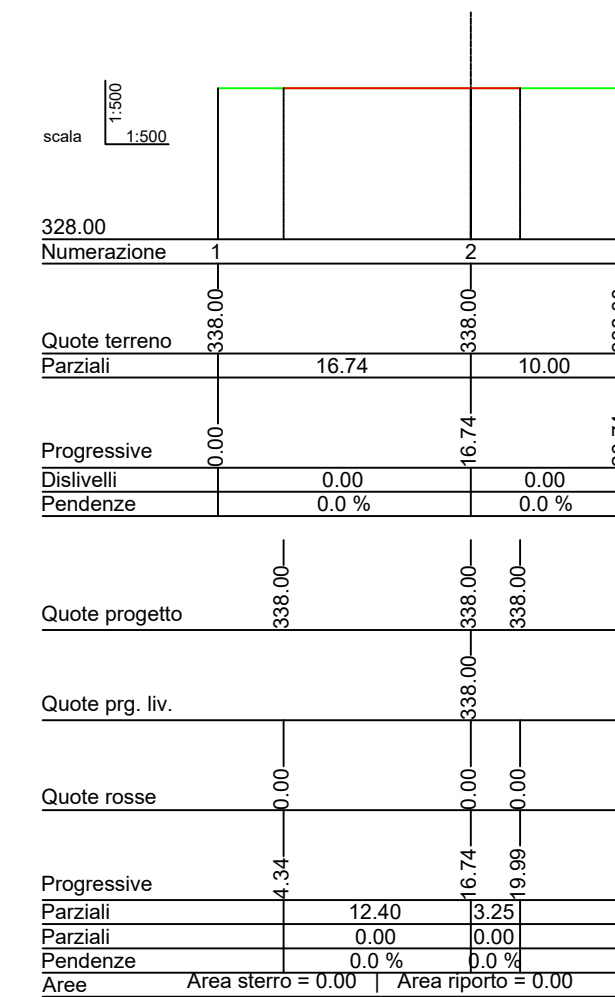 1:500
scala 1:500
328.00
Numerazione 1 2
Quote terreno 338.00 338.00
Parziali 16.74 10.00
Progressive 0.00 16.74
Dislivelli 0.00 0.00
Pendenze 0.0 % 0.0 %
Quote progetto 338.00 338.00 338.00
Quote prg. liv. 338.00
Quote rosse 0.00 0.00 0.00
Progressive 4.34 16.74 19.99
Parziali 12.40 3.25
Parziali 0.00 0.00
Pendenze 0.0 % 0.0 %
Aree Area sterro = 0.00 | Area riporto = 0.00